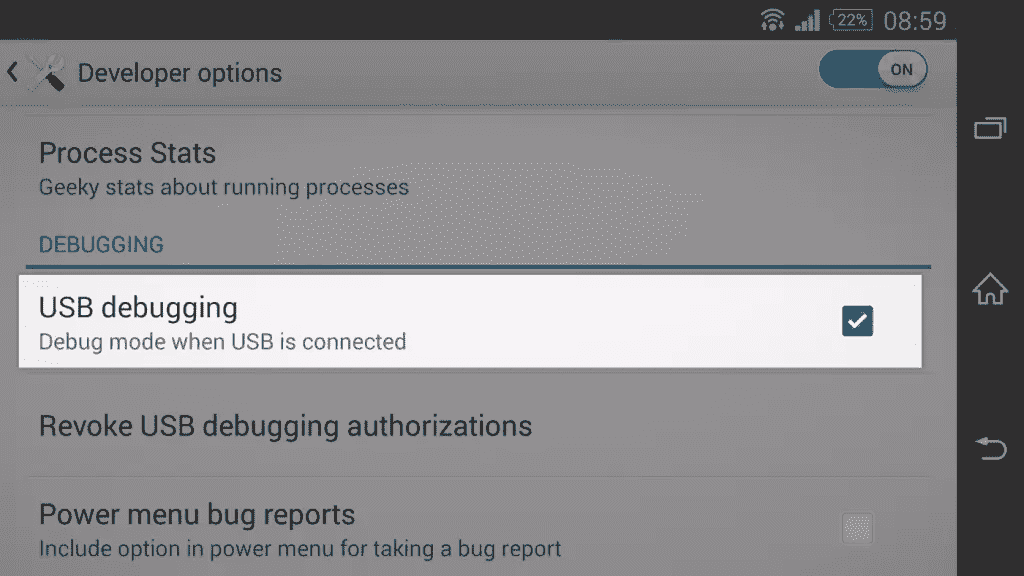 22% 08:59
Developer options ON
Process Stats
Geeky stats about running processes
DEBUGGING
USB debugging
Debug mode when USB is connected
Revoke USB debugging authorizations
Power menu bug reports
Include option in power menu for taking a bug report